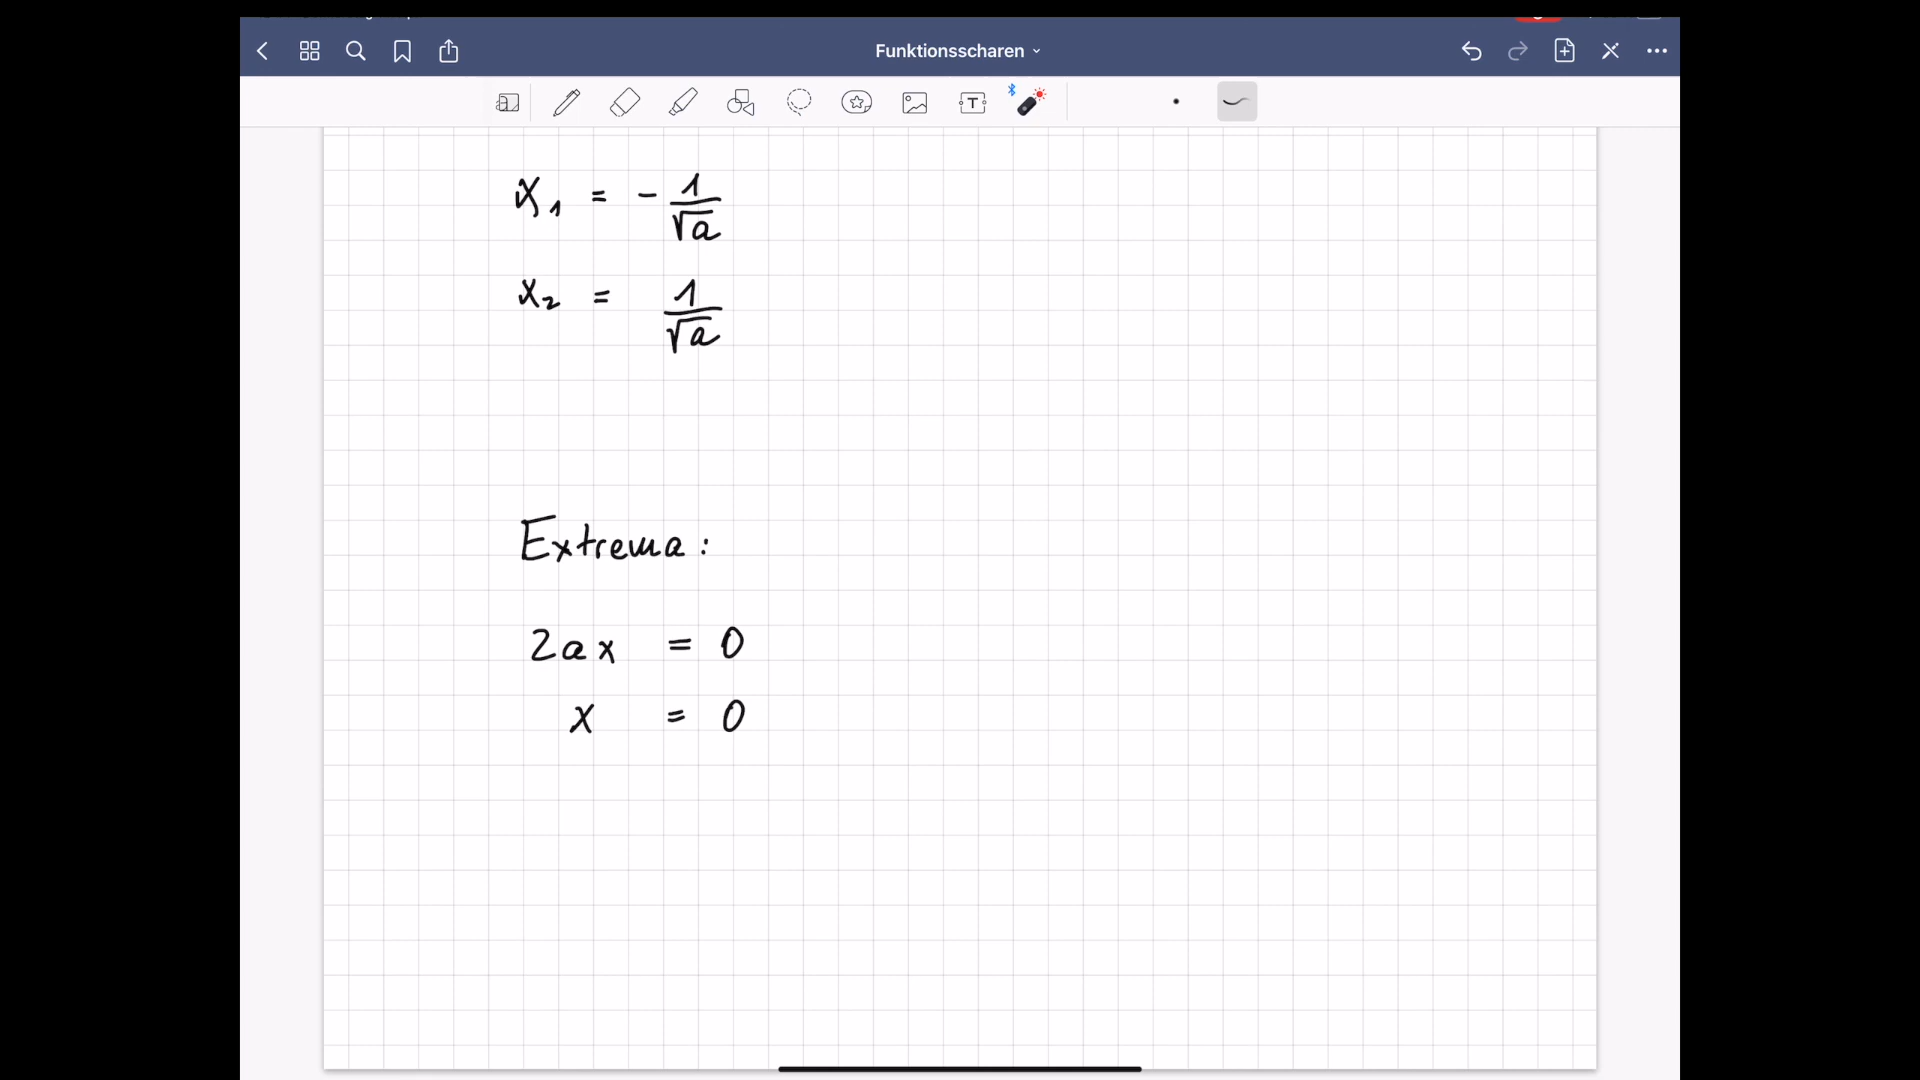 Funktionsscharen
x₁ = - 1/√a
x₂ = 1/√a
Extrema:
2ax = 0
x = 0